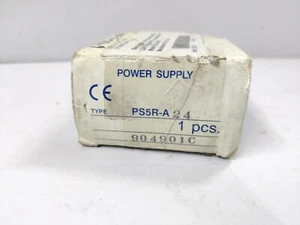 POWER SUPPLY
CE
TYPE PS5R-A24
1 pcs.
904901C